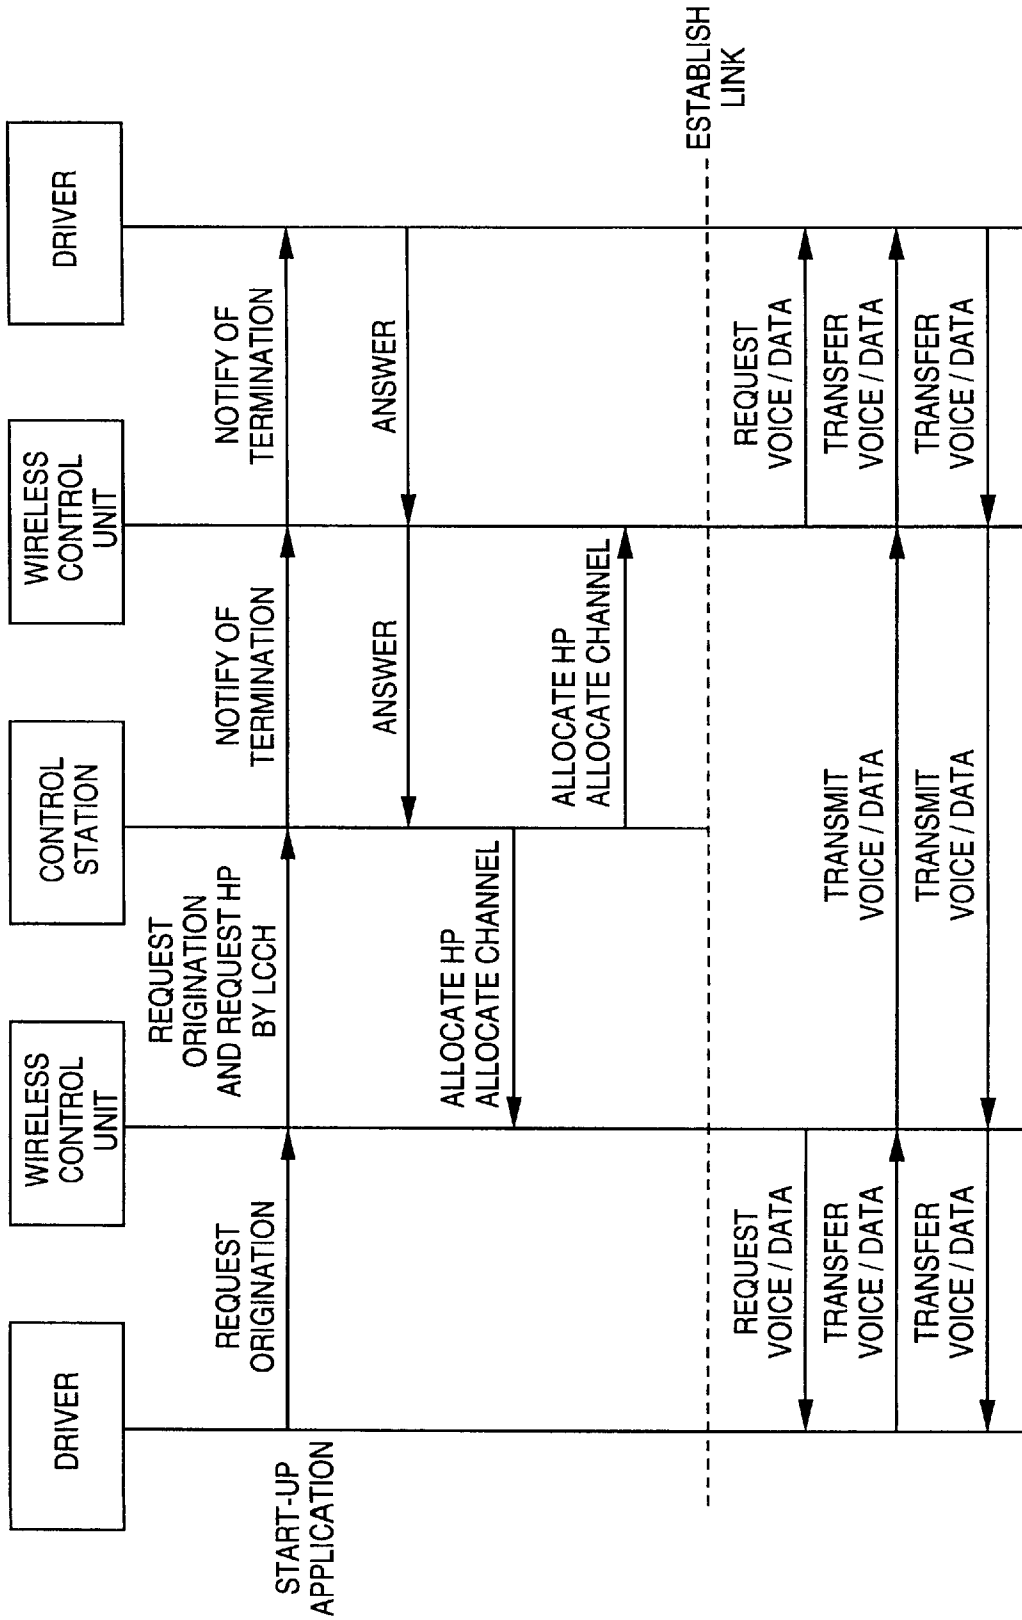 DRIVER
WIRELESS
CONTROL
UNIT
CONTROL
STATION
WIRELESS
CONTROL
UNIT
DRIVER
START-UP
APPLICATION
REQUEST
ORIGINATION
REQUEST
ORIGINATION
AND REQUEST HP
BY LCCH
NOTIFY OF
TERMINATION
NOTIFY OF
TERMINATION
ANSWER
ANSWER
ALLOCATE HP
ALLOCATE CHANNEL
ALLOCATE HP
ALLOCATE CHANNEL
ESTABLISH
LINK
REQUEST
VOICE / DATA
REQUEST
VOICE / DATA
TRANSFER
VOICE / DATA
TRANSMIT
VOICE / DATA
TRANSFER
VOICE / DATA
TRANSFER
VOICE / DATA
TRANSMIT
VOICE / DATA
TRANSFER
VOICE / DATA